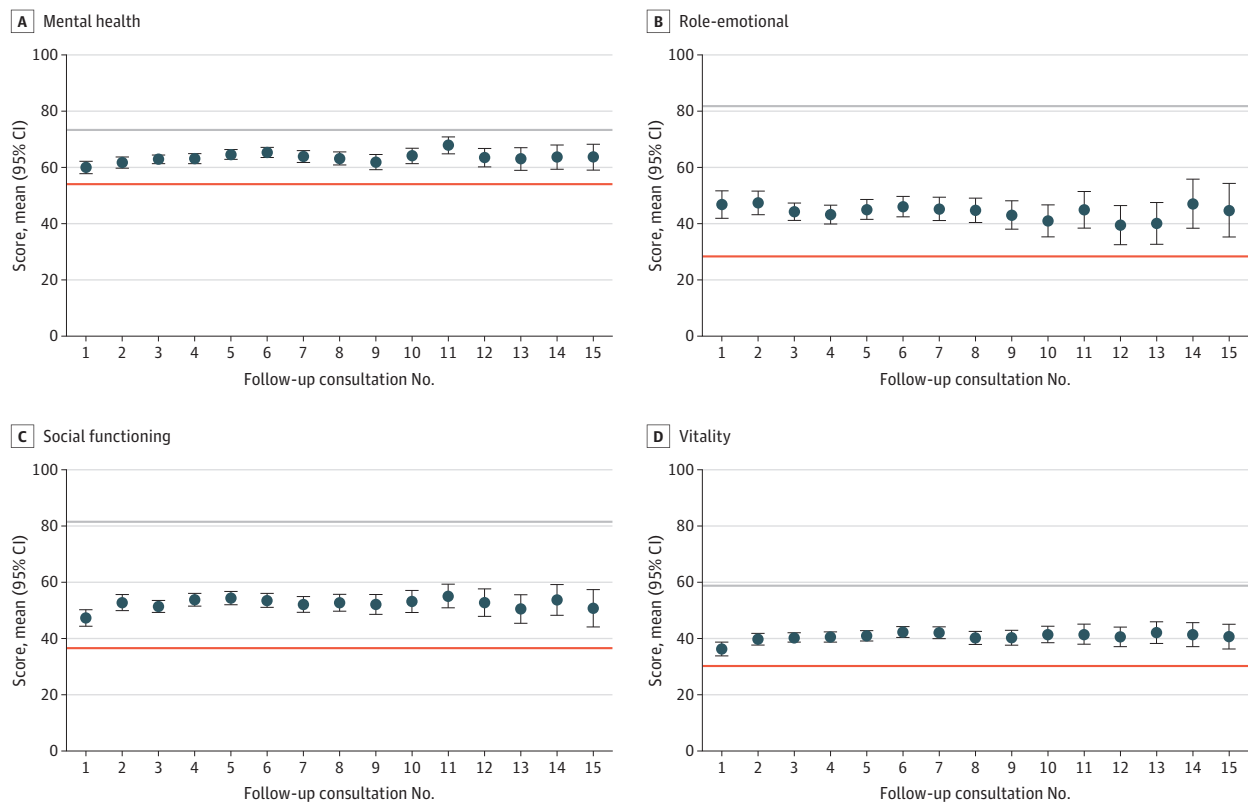 A Mental health
100
80
60
40
20
0
Score, mean (95% CI)
1 2 3 4 5 6 7 8 9 10 11 12 13 14 15
Follow-up consultation No.
B Role-emotional
100
80
60
40
20
0
Score, mean (95% CI)
1 2 3 4 5 6 7 8 9 10 11 12 13 14 15
Follow-up consultation No.
C Social functioning
100
80
60
40
20
0
Score, mean (95% CI)
1 2 3 4 5 6 7 8 9 10 11 12 13 14 15
Follow-up consultation No.
D Vitality
100
80
60
40
20
0
Score, mean (95% CI)
1 2 3 4 5 6 7 8 9 10 11 12 13 14 15
Follow-up consultation No.